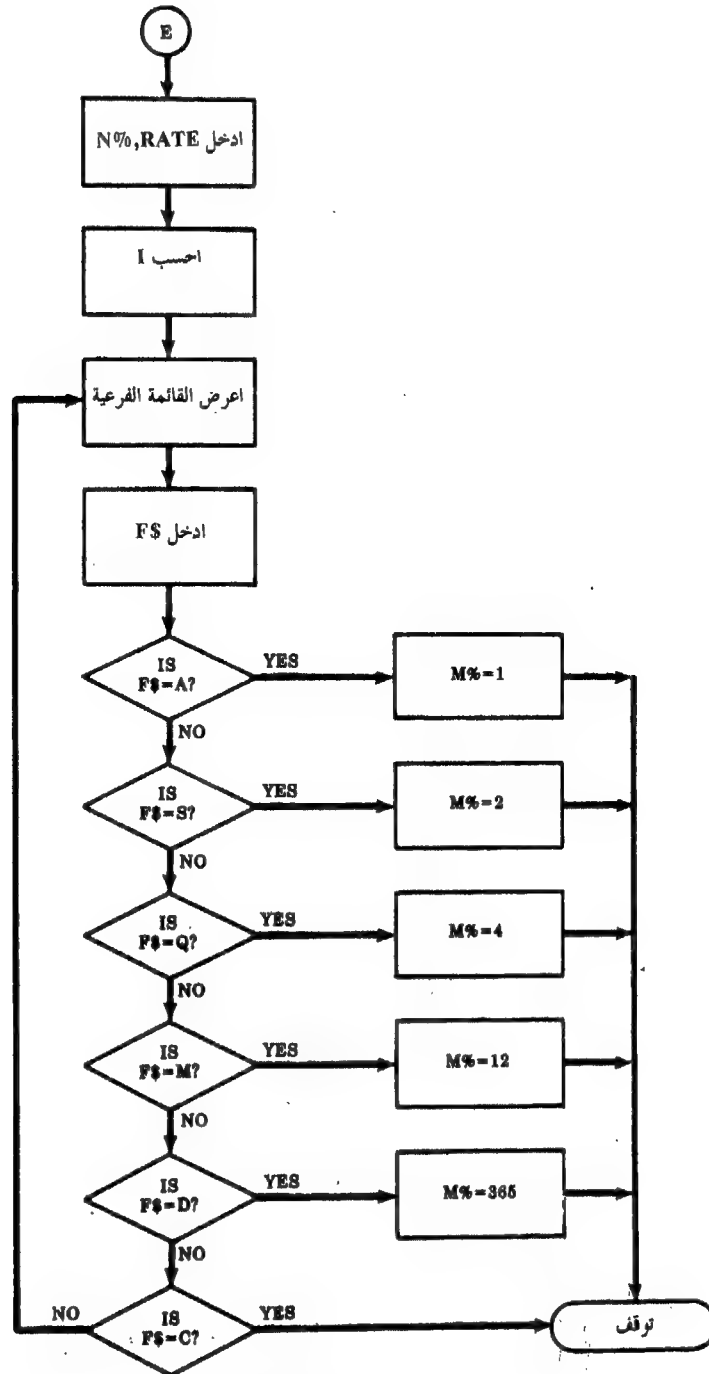 E
ادخل N%,RATE
احسب I
اعرض القائمة الفرعية
ادخل F$
IS
F$=A?
YES
M%=1
NO
IS
F$=S?
YES
M%=2
NO
IS
F$=Q?
YES
M%=4
NO
IS
F$=M?
YES
M%=12
NO
IS
F$=D?
YES
M%=365
NO
NO
IS
F$=C?
YES
توقف